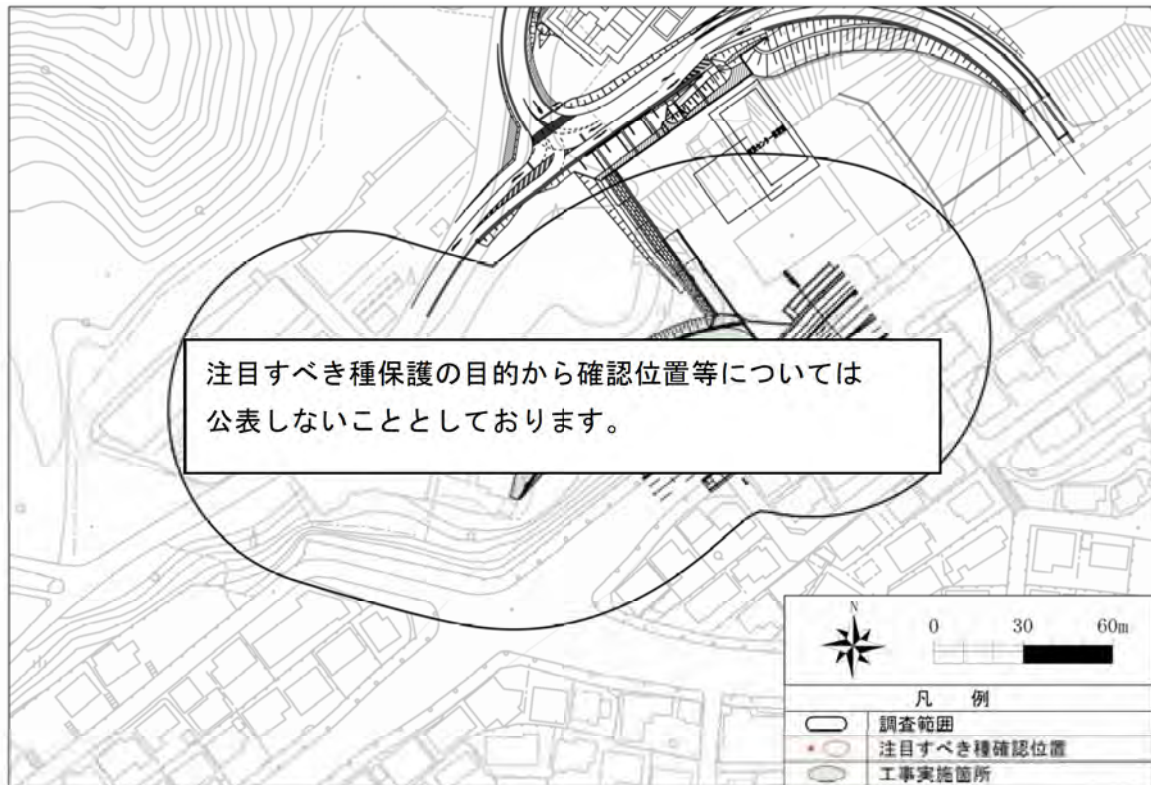 注目すべき種保護の目的から確認位置等については
公表しないこととしております。
N
0 30 60m
凡 例
調査範囲
注目すべき種確認位置
工事実施箇所